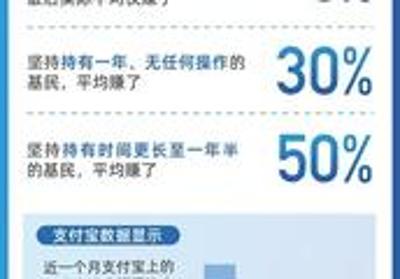 坚持持有一年、无任何操作的
基民，平均赚了
30%
坚持持有时间更长至一年半
的基民，平均赚了
50%
支付宝数据显示
近一个月支付宝上的